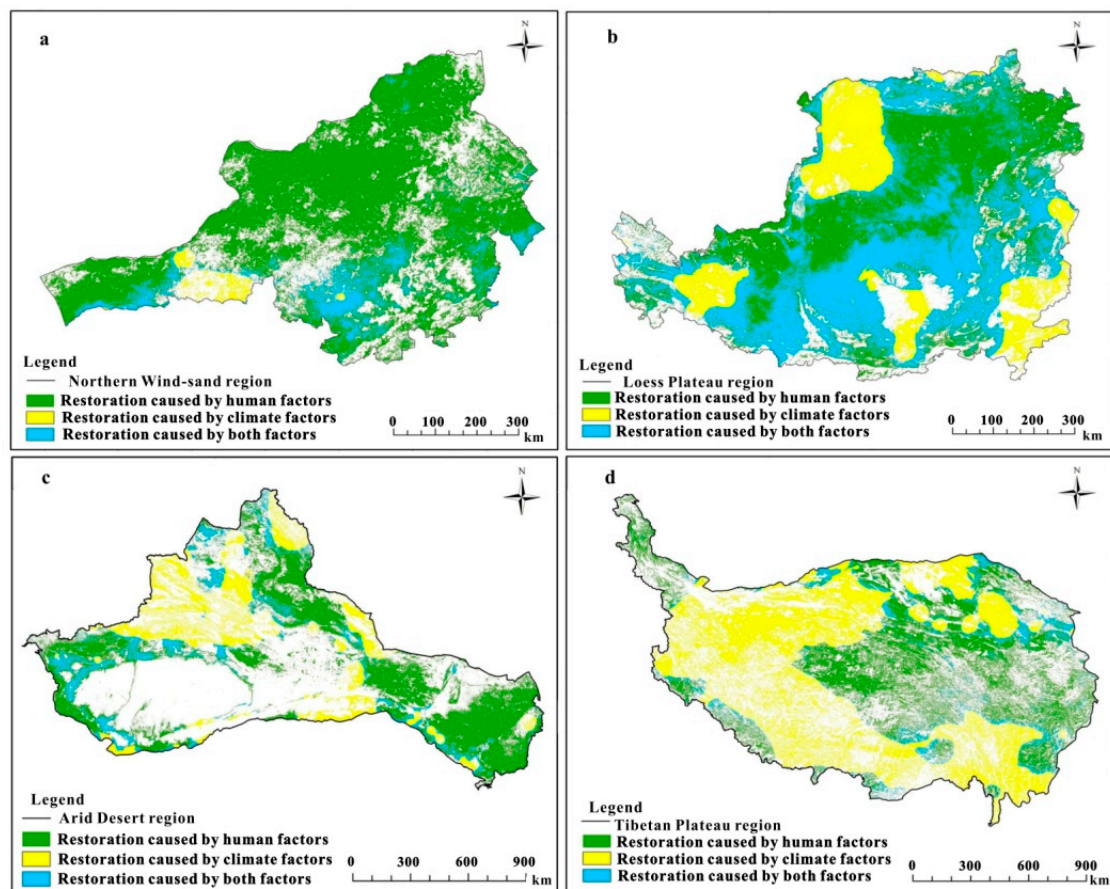 a
N
Legend
Northern Wind-sand region
Restoration caused by human factors
Restoration caused by climate factors
Restoration caused by both factors
0 100 200 300
km
b
N
Legend
Loess Plateau region
Restoration caused by human factors
Restoration caused by climate factors
Restoration caused by both factors
0 100 200 300
km
c
N
Legend
Arid Desert region
Restoration caused by human factors
Restoration caused by climate factors
Restoration caused by both factors
0 300 600 900
km
d
N
Legend
Tibetan Plateau region
Restoration caused by human factors
Restoration caused by climate factors
Restoration caused by both factors
0 300 600 900
km